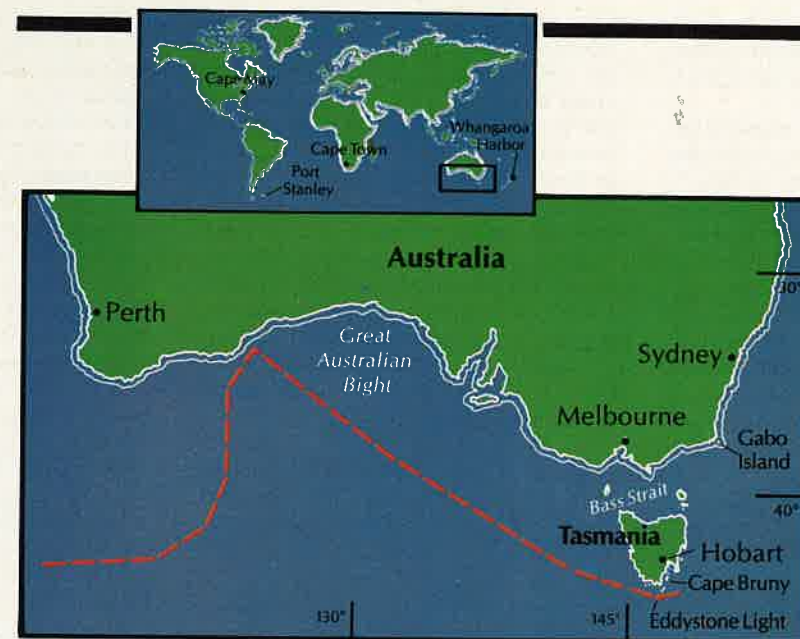 Cape May
Whangaroa
Harbor
Cape Town
Port
Stanley
Australia
30°
Perth
Great
Australian
Bight
Sydney
Melbourne
Gabo
Island
Bass Strait
40°
Tasmania
Hobart
Cape Bruny
130°
145°
Eddystone Light